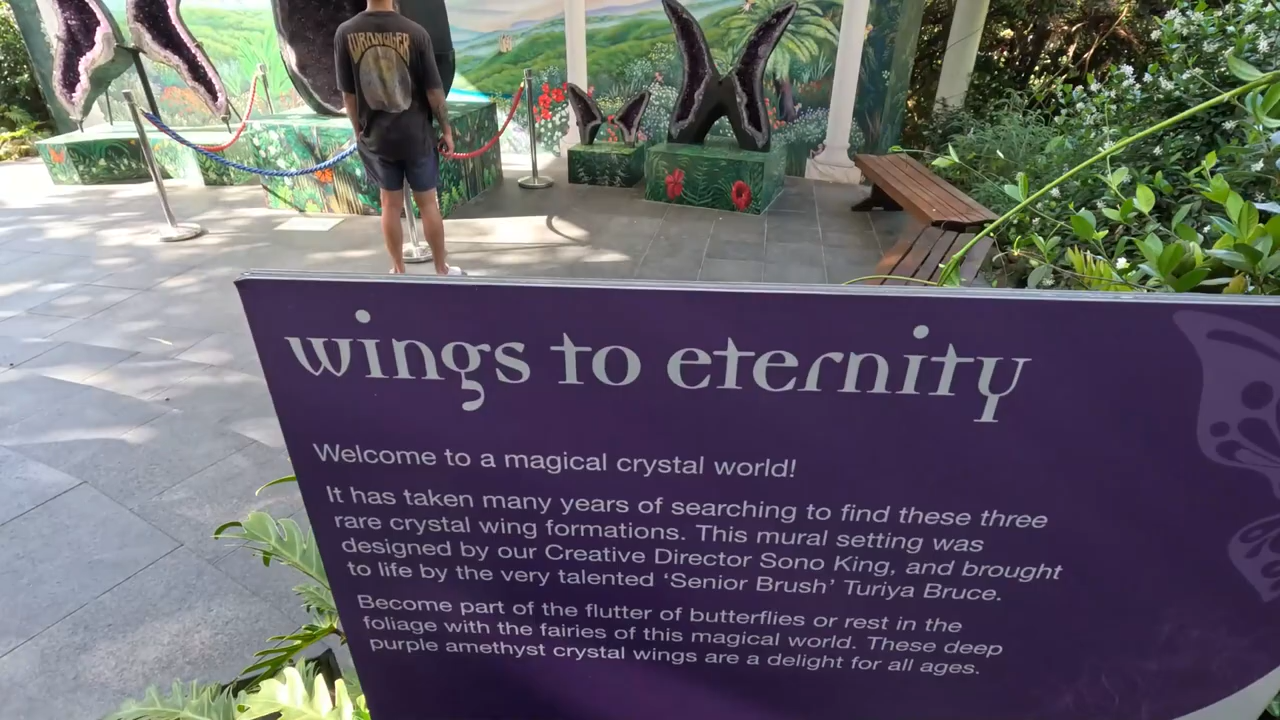 WRANGLER
wings to eternity
Welcome to a magical crystal world!
It has taken many years of searching to find these three
rare crystal wing formations. This mural setting was
designed by our Creative Director Sono King, and brought
to life by the very talented ‘Senior Brush’ Turiya Bruce.
Become part of the flutter of butterflies or rest in the
foliage with the fairies of this magical world. These deep
purple amethyst crystal wings are a delight for all ages.